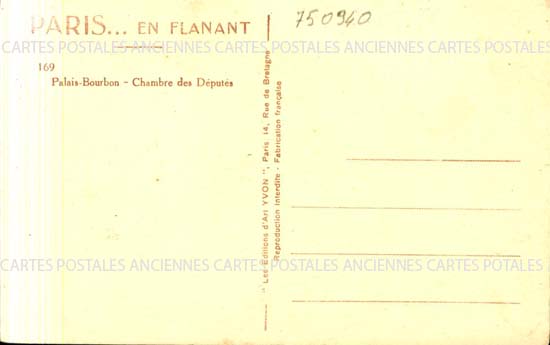 PARIS... EN FLANANT
750940
CARTES POSTALES ANCIENNES CARTES POSTALES ANCIENNES CARTES POSTALES
169
Palais-Bourbon - Chambre des Députés
" Les Editions d'Art YVON ", Paris 14, Rue de Bretagne
Reproduction Interdite - Fabrication française
CARTES POSTALES ANCIENNES CARTES POSTALES ANCIENNES CARTES POTALES